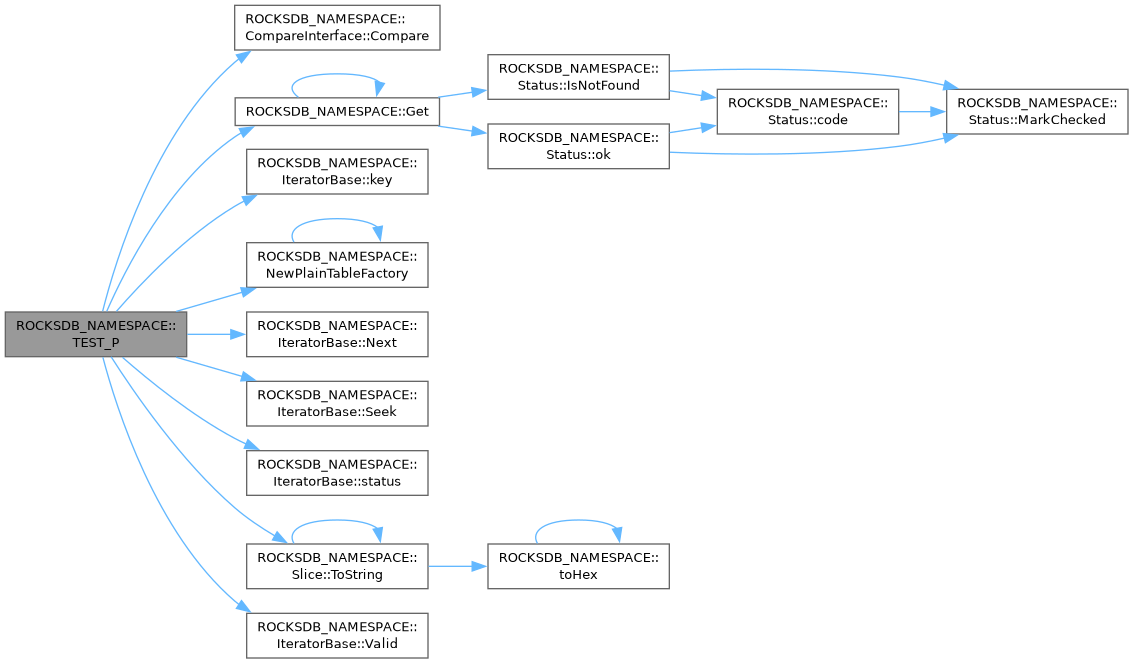 ROCKSDB_NAMESPACE::
TEST_P
ROCKSDB_NAMESPACE::
CompareInterface::Compare
ROCKSDB_NAMESPACE::Get
ROCKSDB_NAMESPACE::
Status::IsNotFound
ROCKSDB_NAMESPACE::
Status::code
ROCKSDB_NAMESPACE::
Status::MarkChecked
ROCKSDB_NAMESPACE::
Status::ok
ROCKSDB_NAMESPACE::
IteratorBase::key
ROCKSDB_NAMESPACE::
NewPlainTableFactory
ROCKSDB_NAMESPACE::
IteratorBase::Next
ROCKSDB_NAMESPACE::
IteratorBase::Seek
ROCKSDB_NAMESPACE::
IteratorBase::status
ROCKSDB_NAMESPACE::
Slice::ToString
ROCKSDB_NAMESPACE::
toHex
ROCKSDB_NAMESPACE::
IteratorBase::Valid